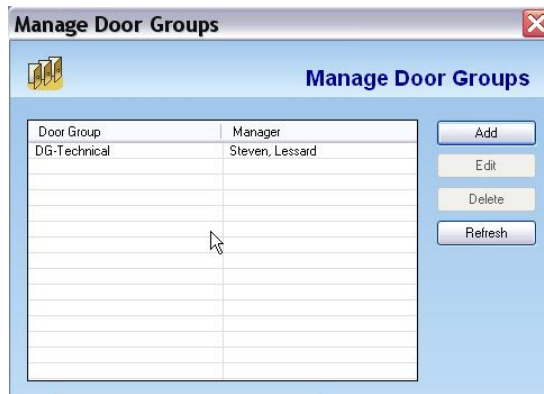 Manage Door Groups
Manage Door Groups
Door Group Manager
DG-Technical Steven, Lessard
Add
Edit
Delete
Refresh